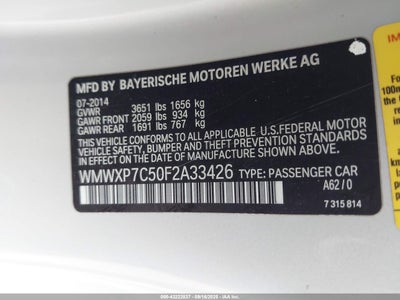 MFD BY BAYERISCHE MOTOREN WERKE AG
07-2014
GVWR 3651 lbs 1656 kg
GAWR FRONT 2059 lbs 934 kg
GAWR REAR 1691 lbs 767 kg
THIS VEHICLE CONFORMS TO ALL
APPLICABLE U.S.FEDERAL MOTOR
VEHICLE SAFETY, BUMPER, AND
THEFT PREVENTION STANDARDS
IN EFFECT ON THE DATE OF
MANUFACTURE SHOWN ABOVE.
WMWXP7C50F2A33426 TYPE: PASSENGER CAR
A62 / 0
7 315 814